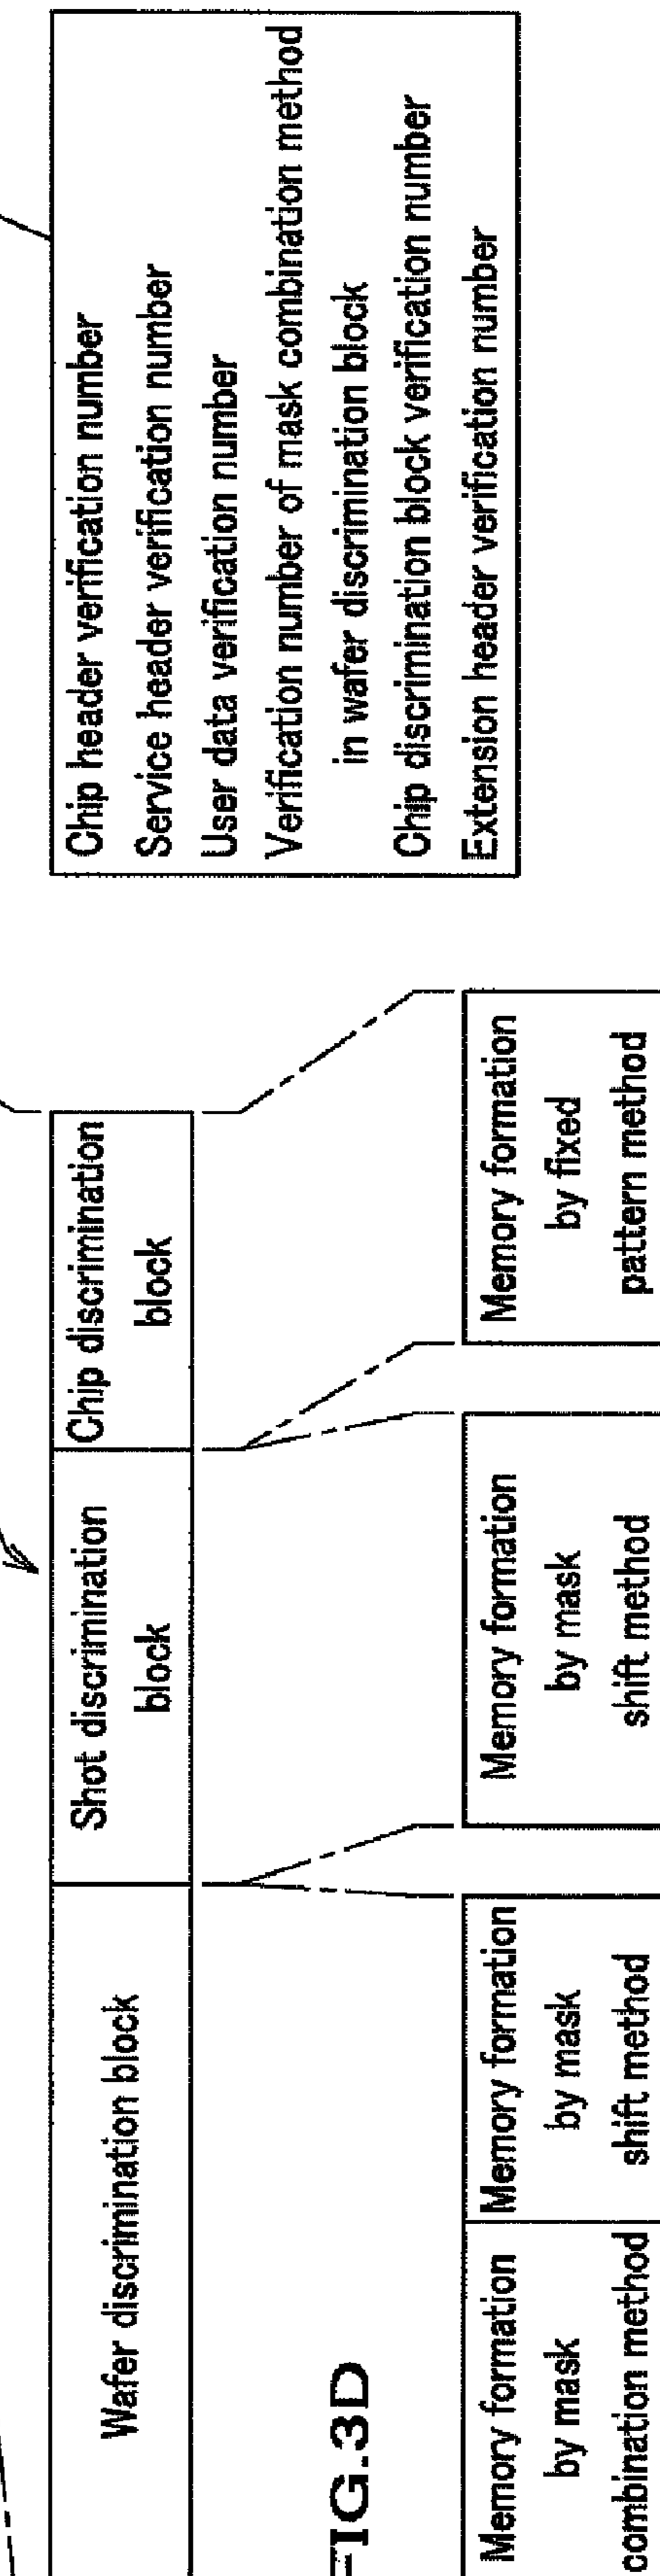 Wafer discrimination block
Shot discrimination
block
Chip discrimination
block
Chip header verification number
Service header verification number
User data verification number
Verification number of mask combination method
in wafer discrimination block
Chip discrimination block verification number
Extension header verification number
FIG.3D
Memory formation
by mask
combination method
Memory formation
by mask
shift method
Memory formation
by mask
shift method
Memory formation
by fixed
pattern method